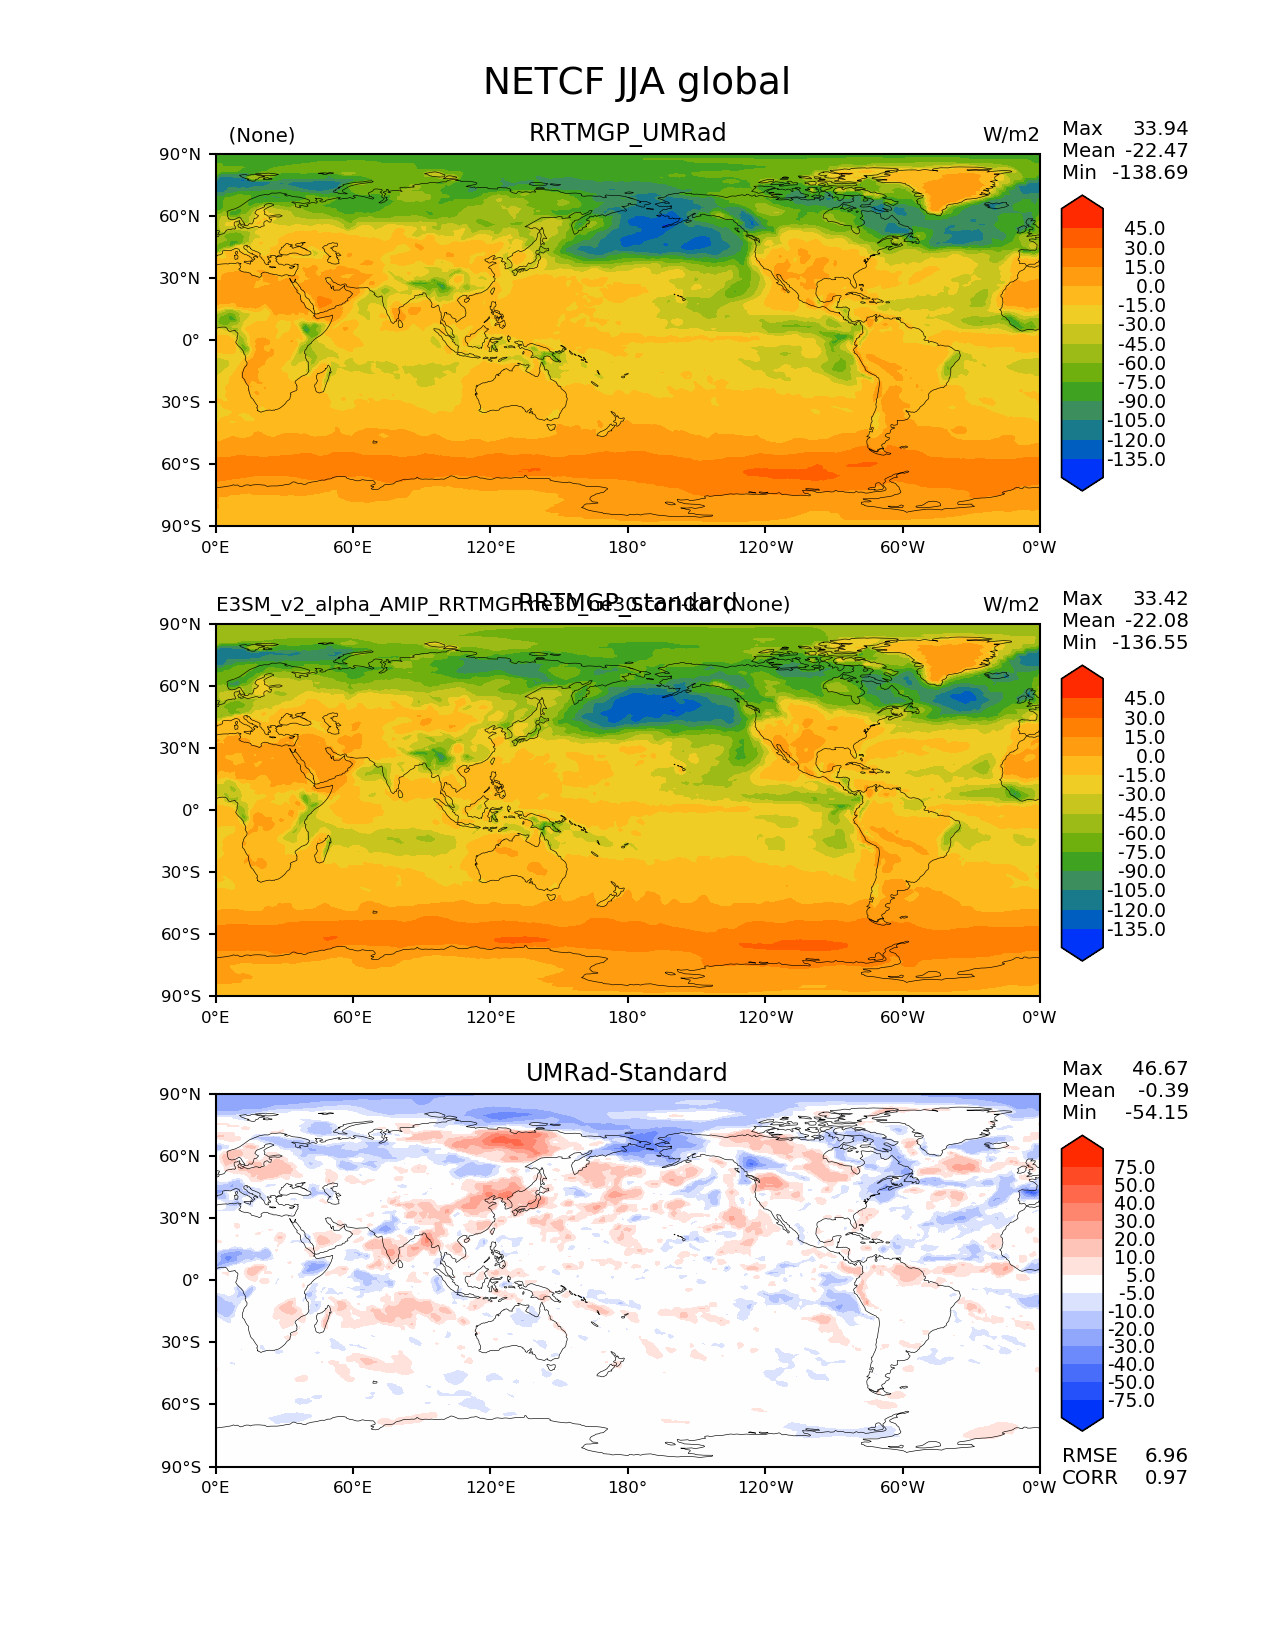 NETCF JJA global
(None) RRTMGP_UMRad W/m2
Max 33.94
Mean -22.47
Min -138.69
90°N
60°N
30°N
0°
30°S
60°S
90°S
0°E 60°E 120°E 180° 120°W 60°W 0°W
45.0
30.0
15.0
0.0
-15.0
-30.0
-45.0
-60.0
-75.0
-90.0
-105.0
-120.0
-135.0
RRTMGP_standard
E3SM_v2_alpha_AMIP_RRTMGP (None) W/m2
Max 33.42
Mean -22.08
Min -136.55
90°N
60°N
30°N
0°
30°S
60°S
90°S
0°E 60°E 120°E 180° 120°W 60°W 0°W
45.0
30.0
15.0
0.0
-15.0
-30.0
-45.0
-60.0
-75.0
-90.0
-105.0
-120.0
-135.0
UMRad-Standard
Max 46.67
Mean -0.39
Min -54.15
90°N
60°N
30°N
0°
30°S
60°S
90°S
0°E 60°E 120°E 180° 120°W 60°W 0°W
75.0
50.0
40.0
30.0
20.0
10.0
5.0
-5.0
-10.0
-20.0
-30.0
-40.0
-50.0
-75.0
RMSE 6.96
CORR 0.97